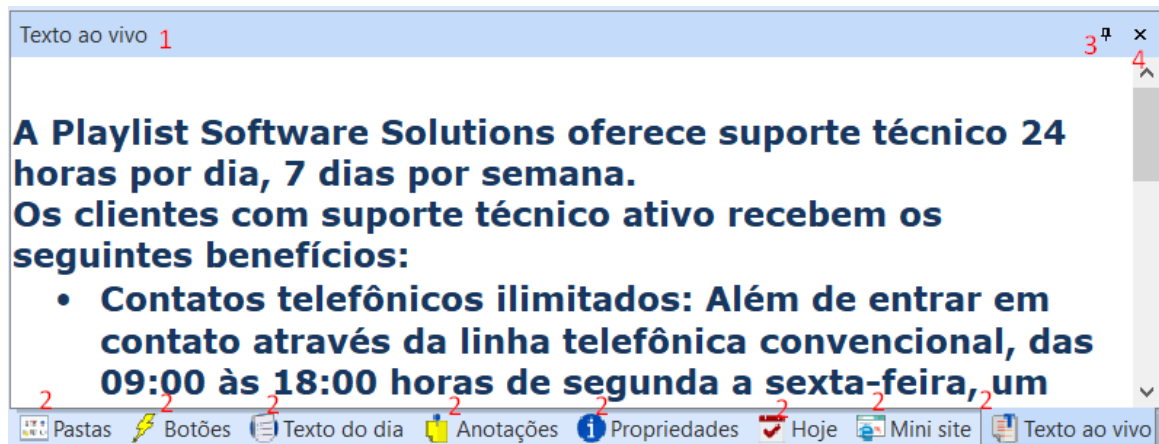 Texto ao vivo 1
3
4
A Playlist Software Solutions oferece suporte técnico 24
horas por dia, 7 dias por semana.
Os clientes com suporte técnico ativo recebem os
seguintes benefícios:
• Contatos telefônicos ilimitados: Além de entrar em
contato através da linha telefônica convencional, das
09:00 às 18:00 horas de segunda a sexta-feira, um
2 2 2 2 2 2 2 2
Pastas Botões Texto do dia Anotações Propriedades Hoje Mini site Texto ao vivo